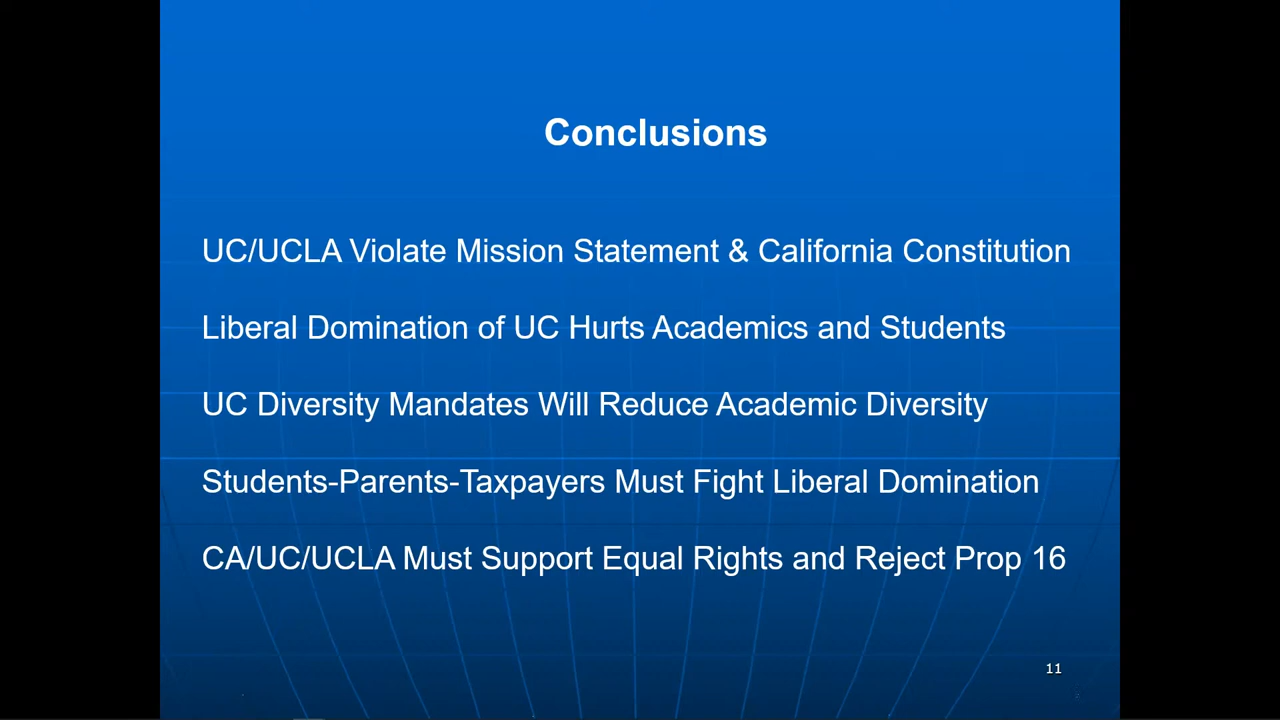 Conclusions
UC/UCLA Violate Mission Statement & California Constitution
Liberal Domination of UC Hurts Academics and Students
UC Diversity Mandates Will Reduce Academic Diversity
Students-Parents-Taxpayers Must Fight Liberal Domination
CA/UC/UCLA Must Support Equal Rights and Reject Prop 16
11